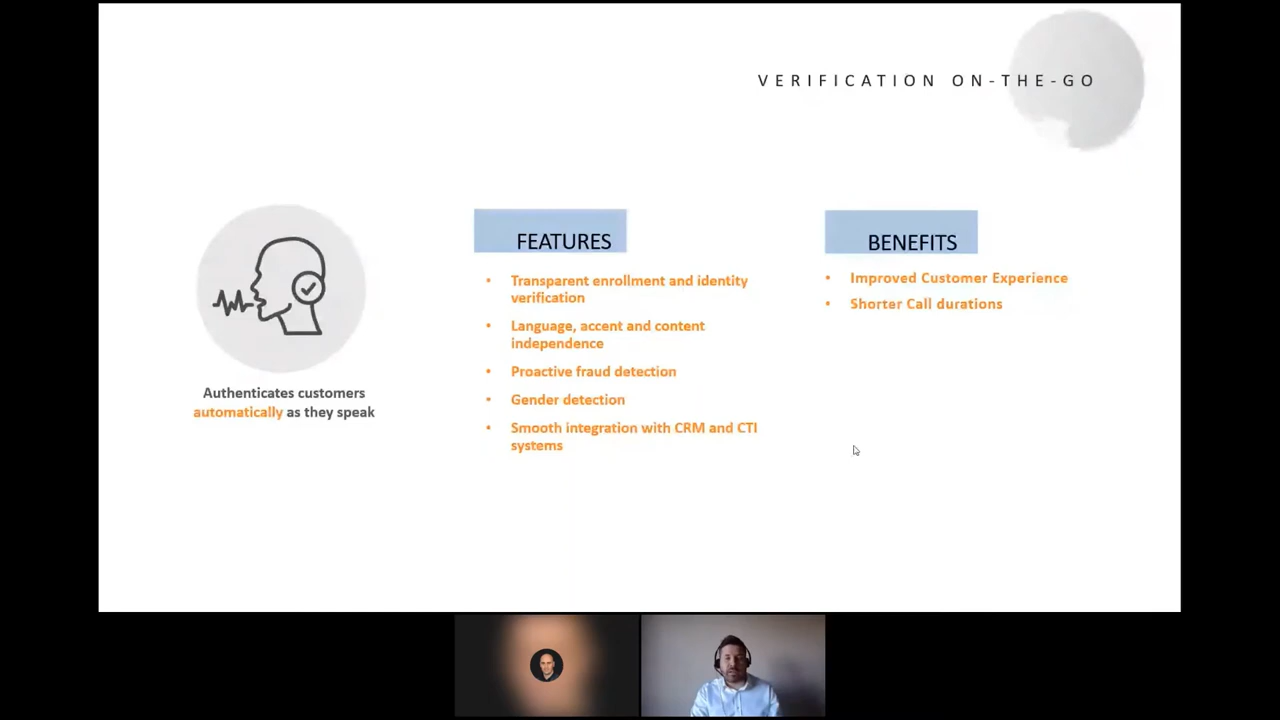 VERIFICATION ON-THE-GO
Authenticates customers
automatically as they speak
FEATURES
• Transparent enrollment and identity
verification
• Language, accent and content
independence
• Proactive fraud detection
• Gender detection
• Smooth integration with CRM and CTI
systems
BENEFITS
• Improved Customer Experience
• Shorter Call durations